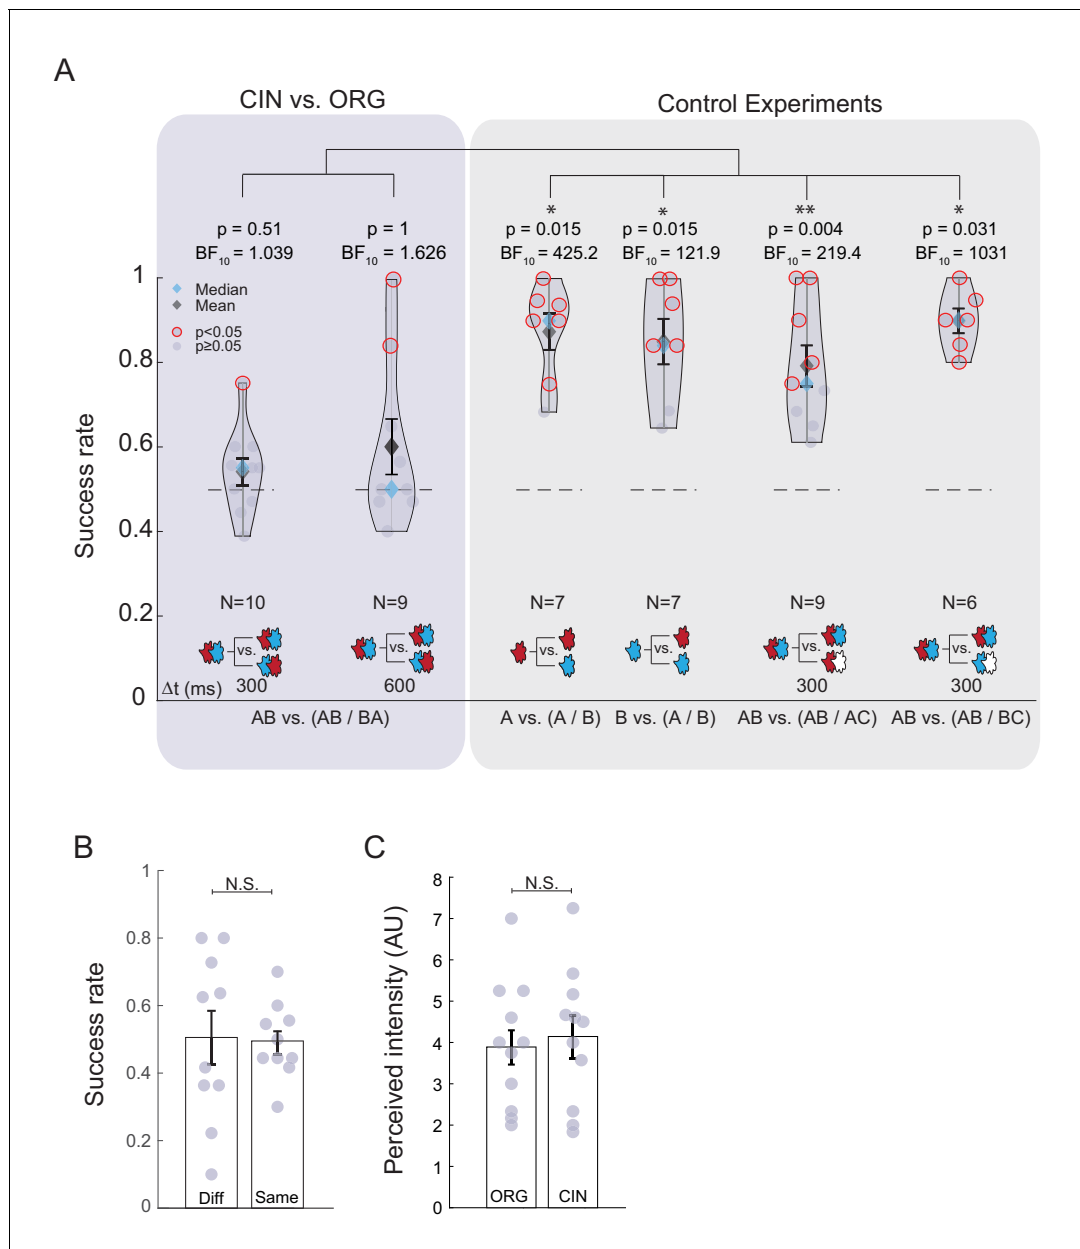 A
CIN vs. ORG
Control Experiments
p = 0.51
BF10 = 1.039
p = 1
BF10 = 1.626
*
p = 0.015
BF10 = 425.2
*
p = 0.015
BF10 = 121.9
**
p = 0.004
BF10 = 219.4
*
p = 0.031
BF10 = 1031
Median
Mean
p<0.05
p≥0.05
Success rate
1
0.8
0.6
0.4
0.2
0
N=10
N=9
N=7
N=7
N=9
N=6
vs.
vs.
vs.
vs.
vs.
vs.
Δt (ms)
300
600
300
300
AB vs. (AB / BA)
A vs. (A / B)
B vs. (A / B)
AB vs. (AB / AC)
AB vs. (AB / BC)
B
Success rate
1
0.8
0.6
0.4
0.2
0
N.S.
Diff
Same
C
Perceived intensity (AU)
8
7
6
5
4
3
2
1
0
N.S.
ORG
CIN